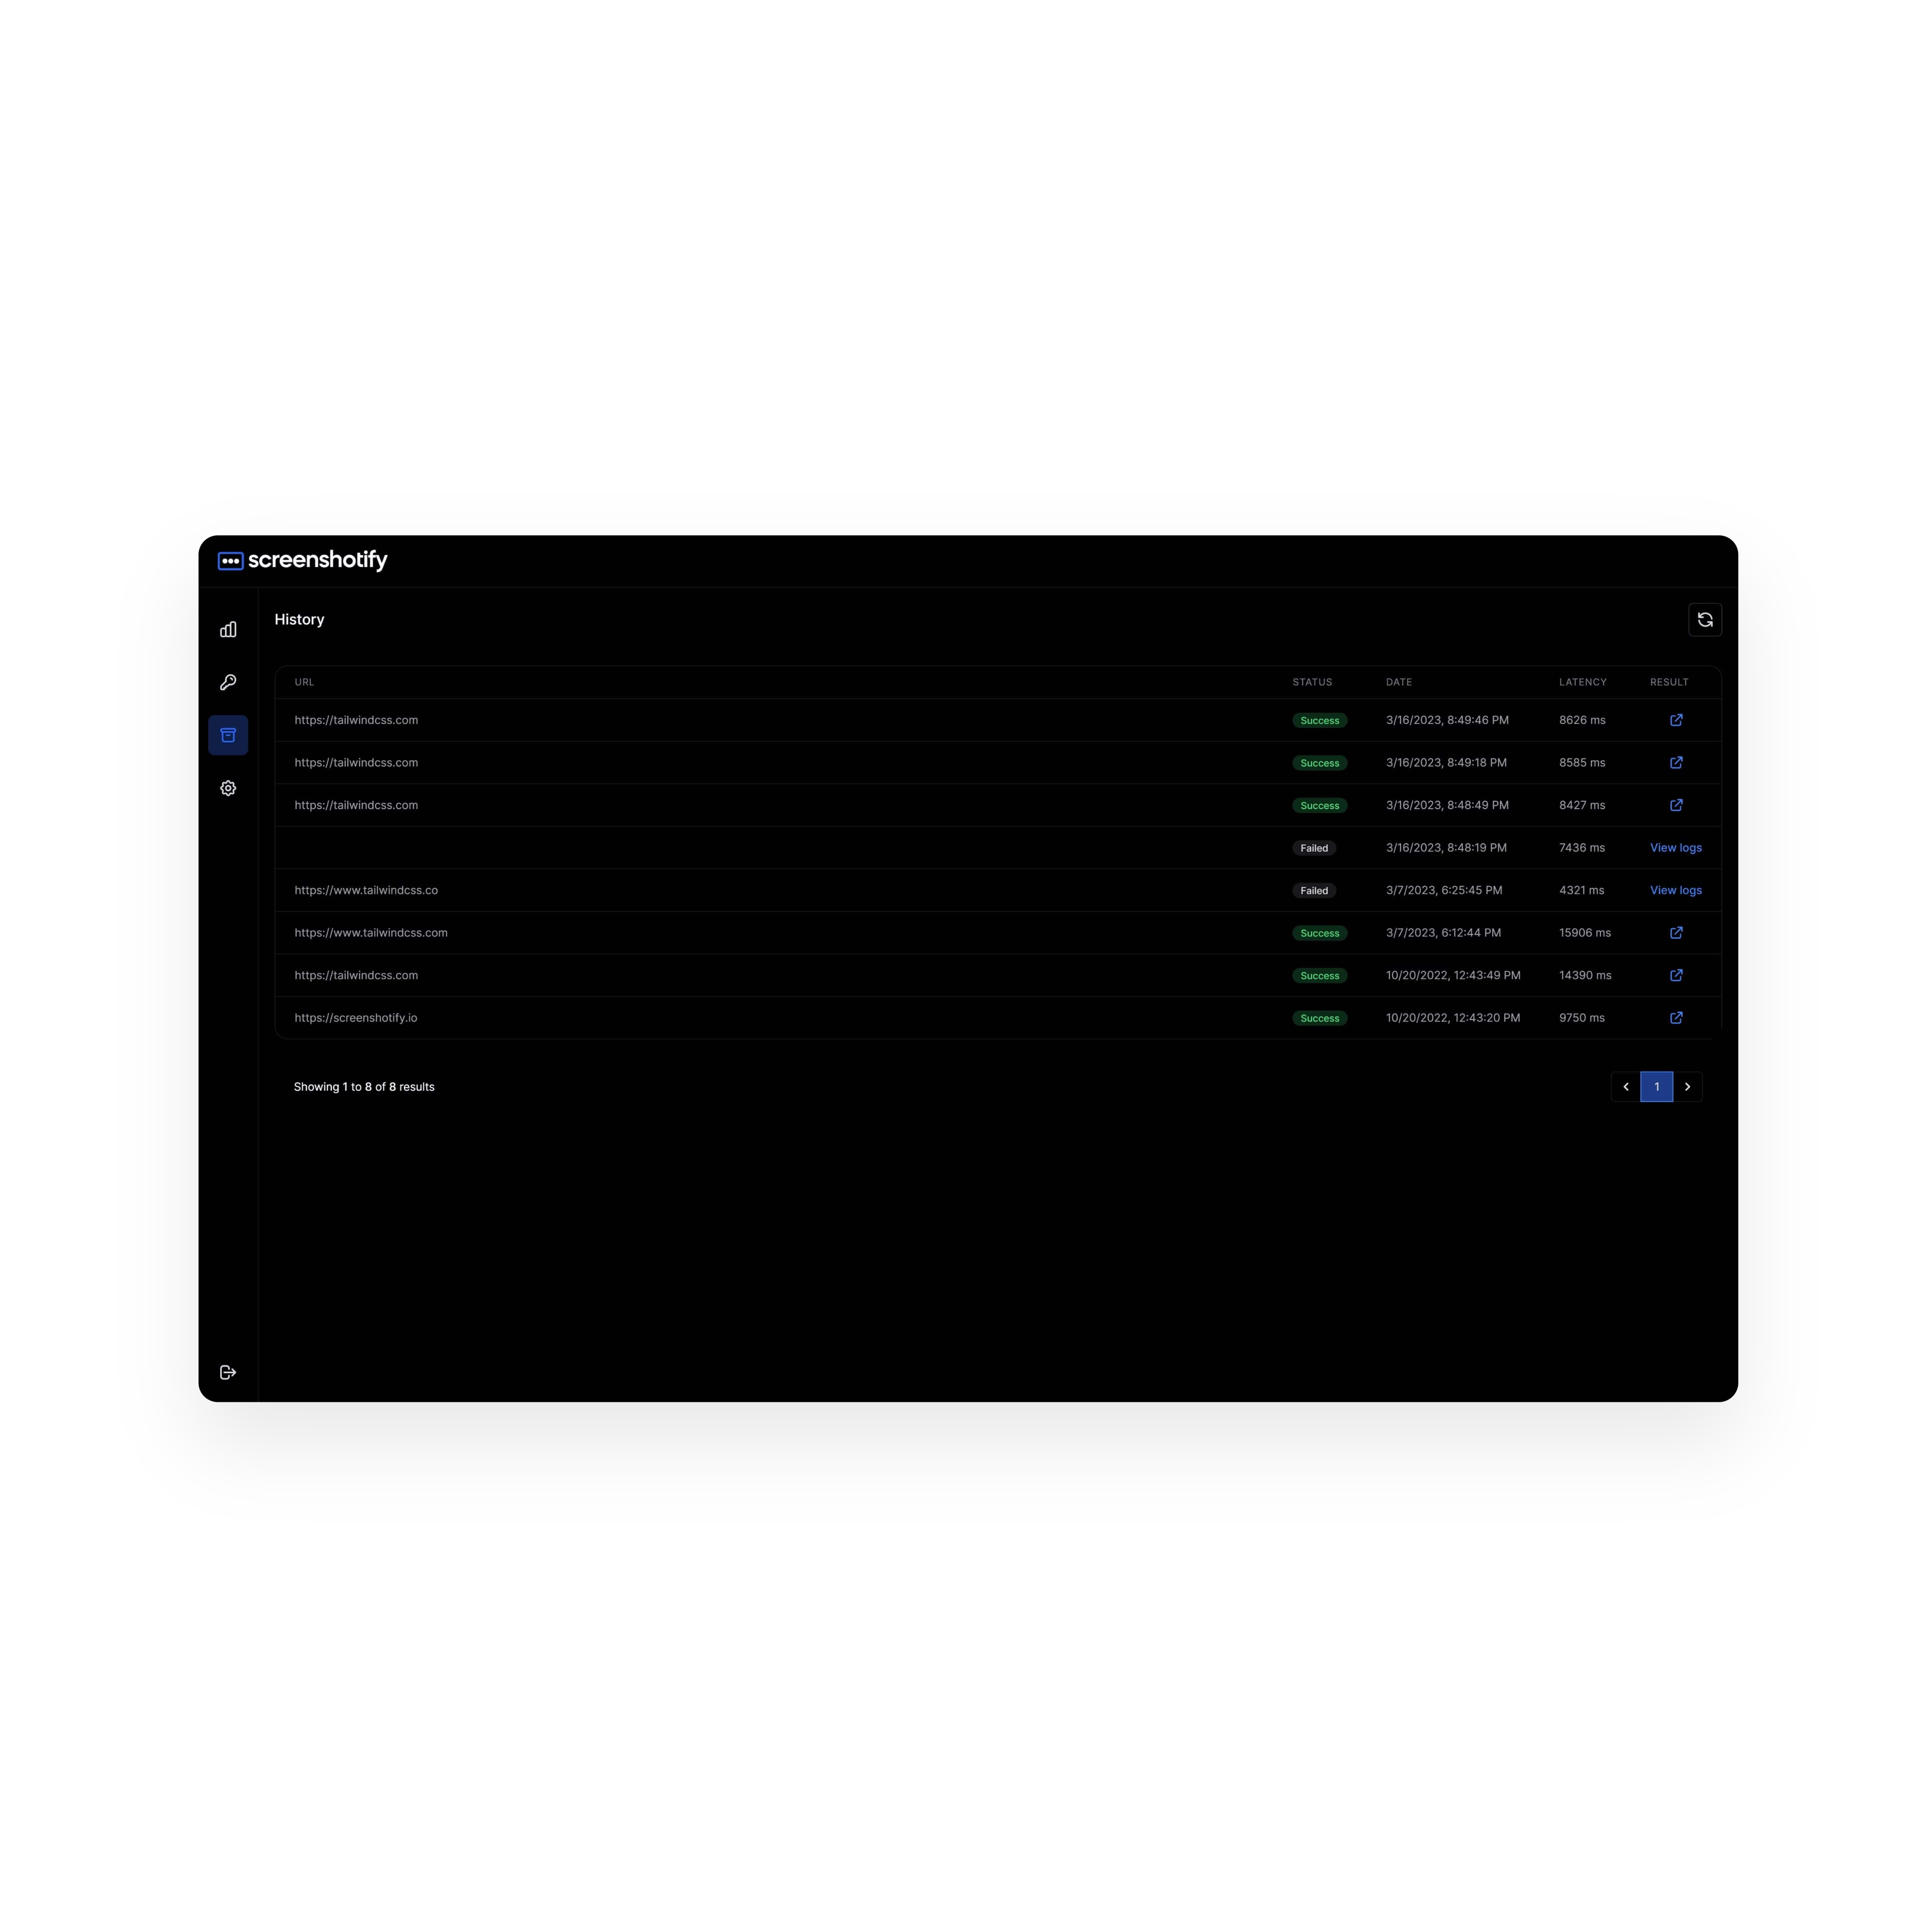 screenshotify
History
URL STATUS DATE LATENCY RESULT
https://tailwindcss.com Success 3/16/2023, 8:49:46 PM 8626 ms
https://tailwindcss.com Success 3/16/2023, 8:49:18 PM 8585 ms
https://tailwindcss.com Success 3/16/2023, 8:48:49 PM 8427 ms
Failed 3/16/2023, 8:48:19 PM 7436 ms View logs
https://www.tailwindcss.co Failed 3/7/2023, 6:25:45 PM 4321 ms View logs
https://www.tailwindcss.com Success 3/7/2023, 6:12:44 PM 15906 ms
https://tailwindcss.com Success 10/20/2022, 12:43:49 PM 14390 ms
https://screenshotify.io Success 10/20/2022, 12:43:20 PM 9750 ms
Showing 1 to 8 of 8 results 1